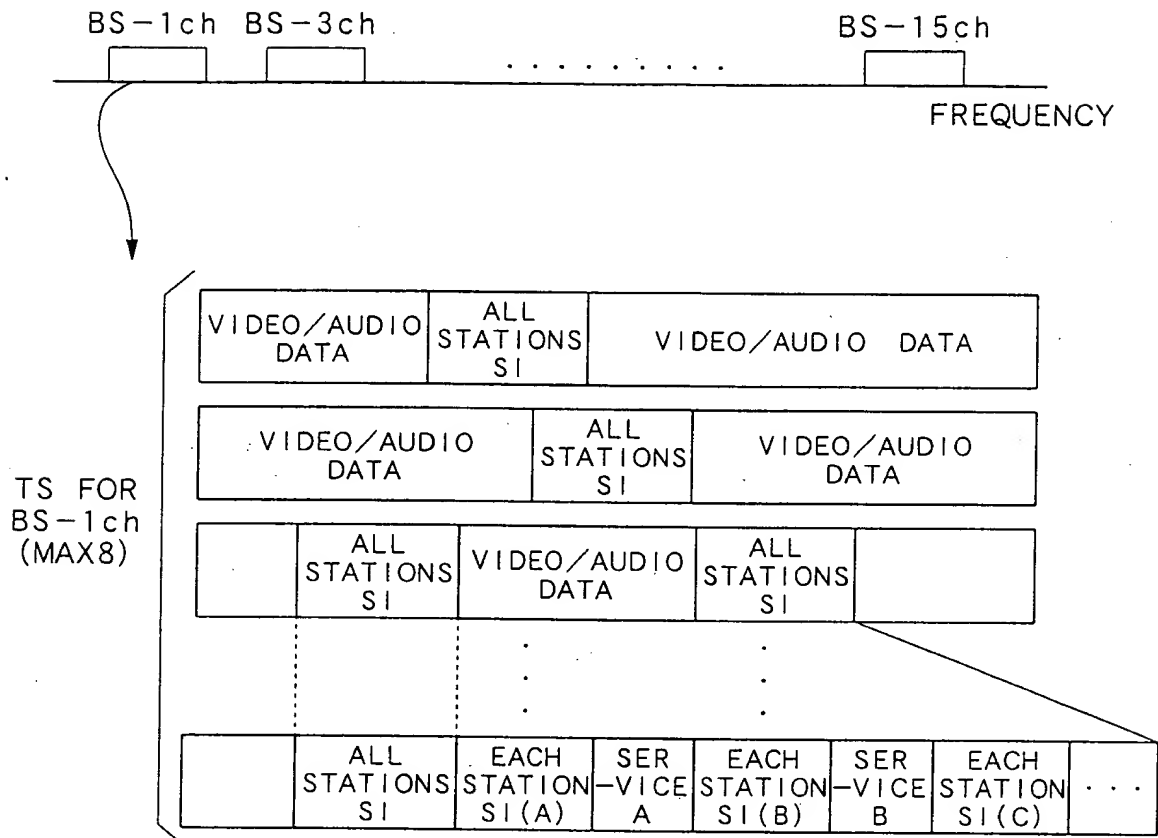 BS-1ch BS-3ch BS-15ch
· · · · · · · · ·
FREQUENCY
VIDEO/AUDIO
DATA
ALL
STATIONS
SI
VIDEO/AUDIO DATA
VIDEO/AUDIO
DATA
ALL
STATIONS
SI
VIDEO/AUDIO
DATA
TS FOR
BS-1ch
(MAX8)
ALL
STATIONS
SI
VIDEO/AUDIO
DATA
ALL
STATIONS
SI
ALL
STATIONS
SI
EACH
STATION
SI(A)
SER
-VICE
A
EACH
STATION
SI(B)
SER
-VICE
B
EACH
STATION
SI(C)
· · ·